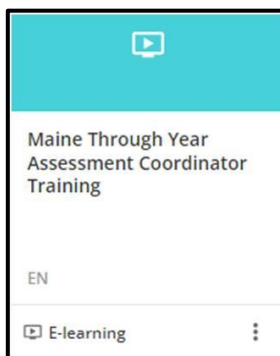 Maine Through Year
Assessment Coordinator
Training
EN
E-learning